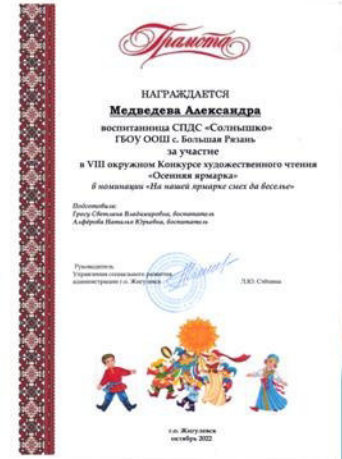 Грамота
НАГРАЖДАЕТСЯ
Медведева Александра
воспитанница СПДС «Солнышко»
ГБОУ ООШ с. Большая Рязань
за участие
в VIII окружном Конкурсе художественного чтения
«Осенняя ярмарка»
в номинации «На нашей ярмарке смех да веселье»
Подготовили:
Светлана Владимировна, воспитатель
Алфёрова Наталья Юрьевна, воспитатель
Руководитель
Управления социального развития
администрации г.о. Жигулевск
Л.Ю.
г.о. Жигулевск
октябрь 2022